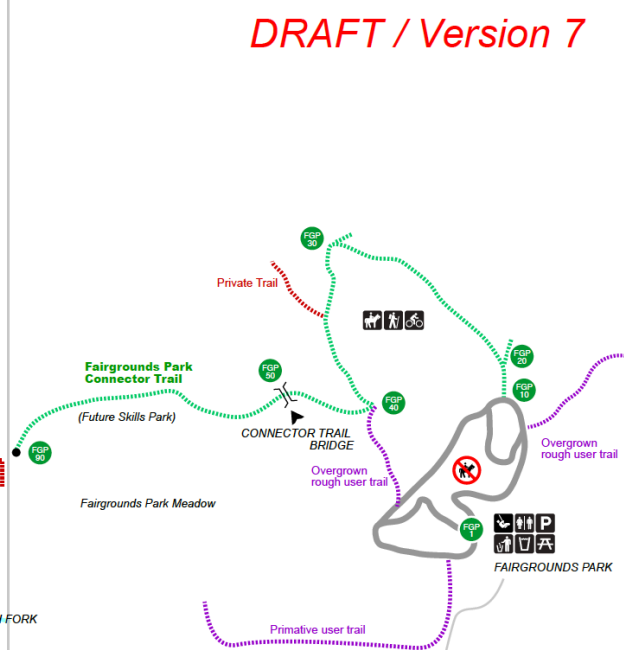 DRAFT / Version 7
FGP
30
Private Trail
FGP
20
Fairgrounds Park
Connector Trail
FGP
50
FGP
10
FGP
40
(Future Skills Park)
CONNECTOR TRAIL
BRIDGE
FGP
90
Overgrown
rough user trail
Overgrown
rough user trail
Fairgrounds Park Meadow
FGP
1
P
FAIRGROUNDS PARK
FORK
Primative user trail